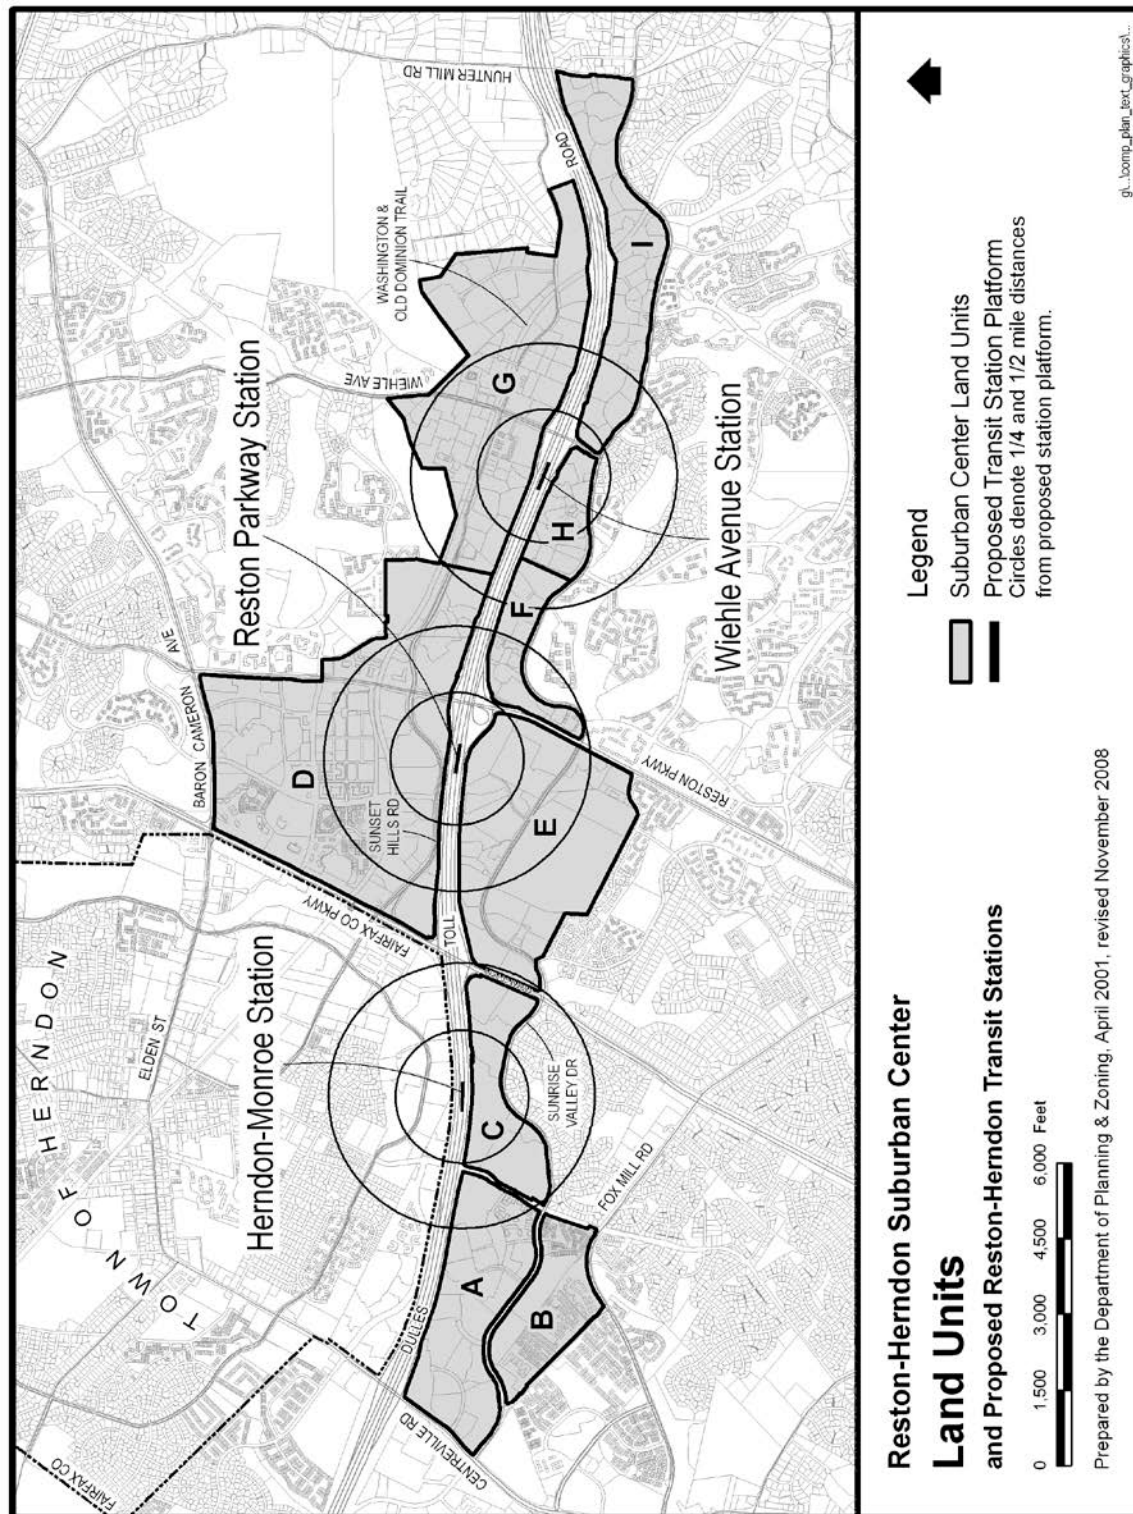 TOWN OF HERNDON
FAIRFAX CO
CENTREVILLE RD
DULLES
ELDEN ST
Herndon-Monroe Station
A
B
C
FOX MILL RD
SUNRISE
VALLEY DR
TOLL
FAIRFAX CO PKWY
BARON CAMERON
AVE
D
SUNSET
HILLS RD
E
RESTON PKWY
Reston Parkway Station
F
H
G
WIEHLE AVE
Wiehle Avenue Station
WASHINGTON &
OLD DOMINION TRAIL
ROAD
I
HUNTER MILL RD
Reston-Herndon Suburban Center
Land Units
and Proposed Reston-Herndon Transit Stations
0 1,500 3,000 4,500 6,000 Feet
Prepared by the Department of Planning & Zoning, April 2001, revised November 2008
Legend
Suburban Center Land Units
Proposed Transit Station Platform
Circles denote 1/4 and 1/2 mile distances
from proposed station platform.
g\...\comp_plan_text_graphics\...